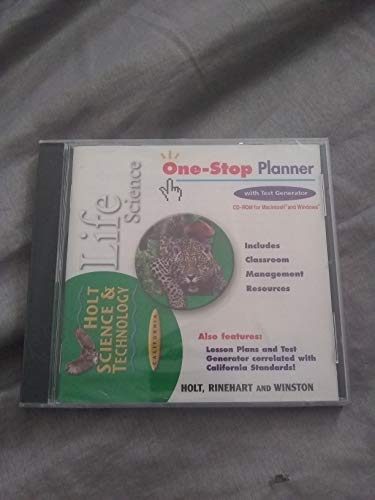 One-Stop Planner
with Test Generator
CD-ROM for Macintosh® and Windows®
Life
Science
Includes
Classroom
Management
Resources
HOLT
SCIENCE &
TECHNOLOGY
CALIFORNIA
Also features:
Lesson Plans and Test
Generator correlated with
California Standards!
HOLT, RINEHART AND WINSTON